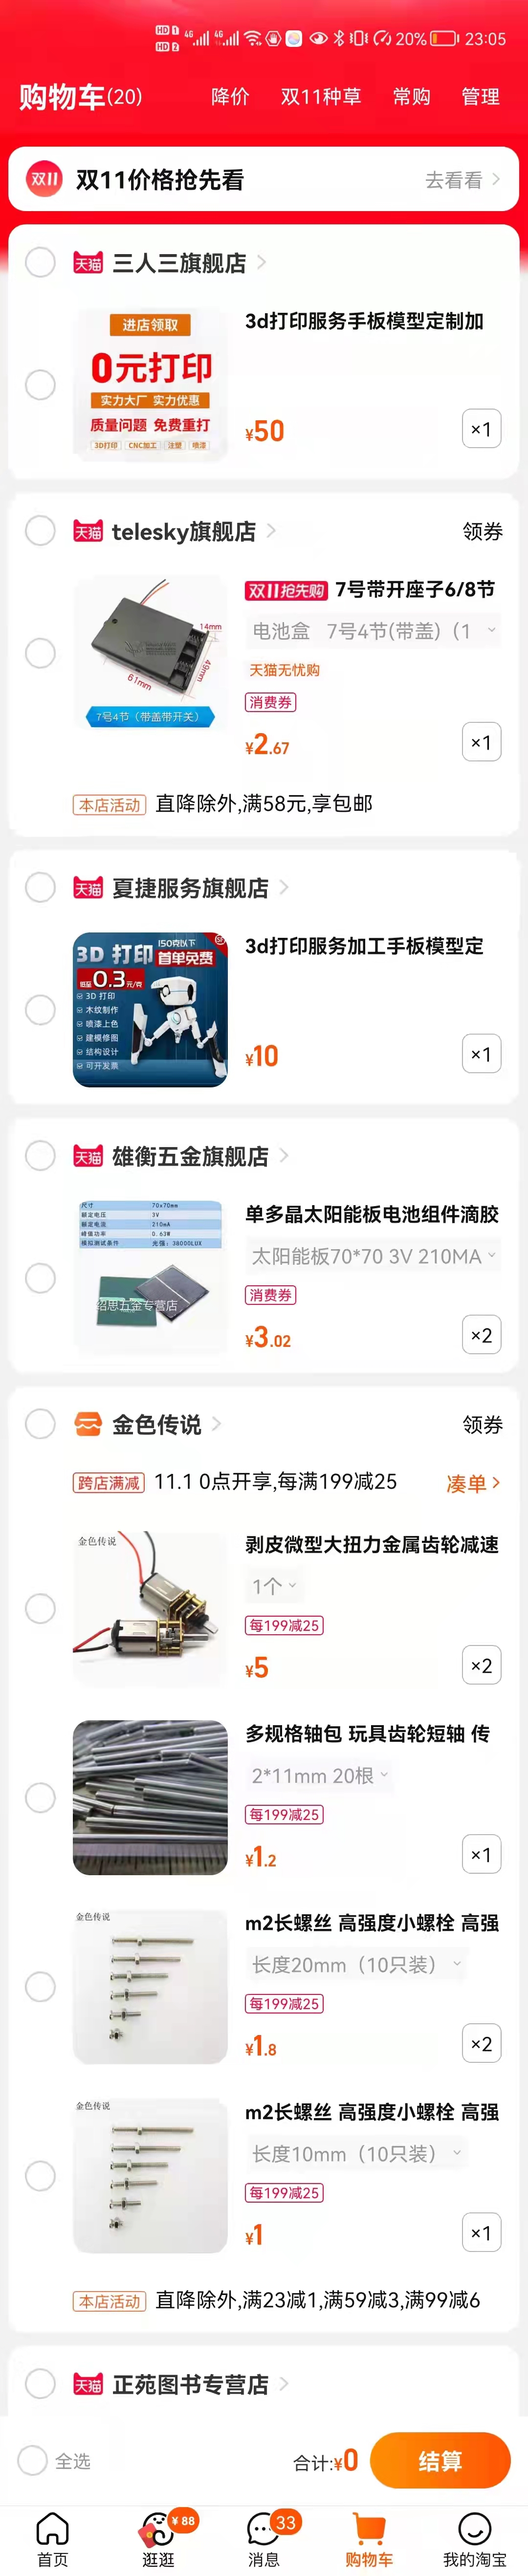 HD 1 4G 4G 20% 23:05
HD 2
购物车(20) 降价 双11种草 常购 管理
双11 双11价格抢先看 去看看
天猫 三人三旗舰店
进店领取
0元打印
实力大厂 实力优惠
质量问题 免费重打
3D打印 CNC加工 注塑 喷漆
3d打印服务手板模型定制加
¥50
×1
天猫 telesky旗舰店 领券
14mm
49mm
61mm
7号4节（带盖带开关）
双11抢先购 7号带开座子6/8节
电池盒 7号4节(带盖)（1
天猫无忧购
消费券
¥2.67
×1
本店活动 直降除外,满58元,享包邮
天猫 夏捷服务旗舰店
3D 打印 150克以下 首单免费
低至0.3元/克
3D 打印
木纹制作
喷漆上色
建模修图
结构设计
可开发票
3d打印服务加工手板模型定
¥10
×1
天猫 雄衡五金旗舰店
尺寸 70x70mm
额定电压 3V
额定电流 210mA
峰值功率 0.63W
模拟测试条件 光强：38000LUX
绍思五金专营店
单多晶太阳能板电池组件滴胶
太阳能板70*70 3V 210MA
消费券
¥3.02
×2
金色传说 领券
跨店满减 11.1 0点开享,每满199减25 凑单
金色传说
剥皮微型大扭力金属齿轮减速
1个
每199减25
¥5
×2
多规格轴包 玩具齿轮短轴 传
2*11mm 20根
每199减25
¥1.2
×1
金色传说
m2长螺丝 高强度小螺栓 高强
长度20mm（10只装）
每199减25
¥1.8
×2
金色传说
m2长螺丝 高强度小螺栓 高强
长度10mm（10只装）
每199减25
¥1
×1
本店活动 直降除外,满23减1,满59减3,满99减6
天猫 正苑图书专营店
全选 合计:¥0 结算
¥88 33
首页 逛逛 消息 购物车 我的淘宝